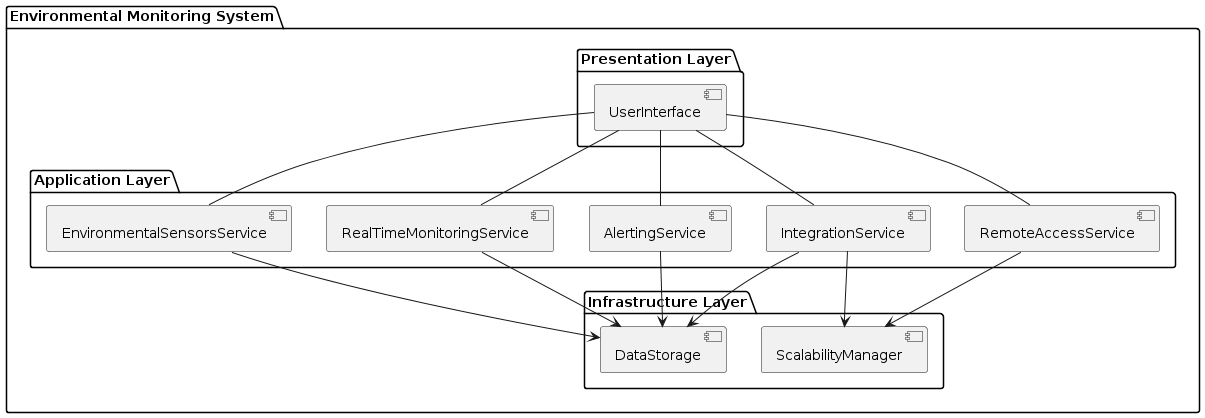 Environmental Monitoring System
Presentation Layer
UserInterface
Application Layer
EnvironmentalSensorsService
RealTimeMonitoringService
AlertingService
IntegrationService
RemoteAccessService
Infrastructure Layer
DataStorage
ScalabilityManager